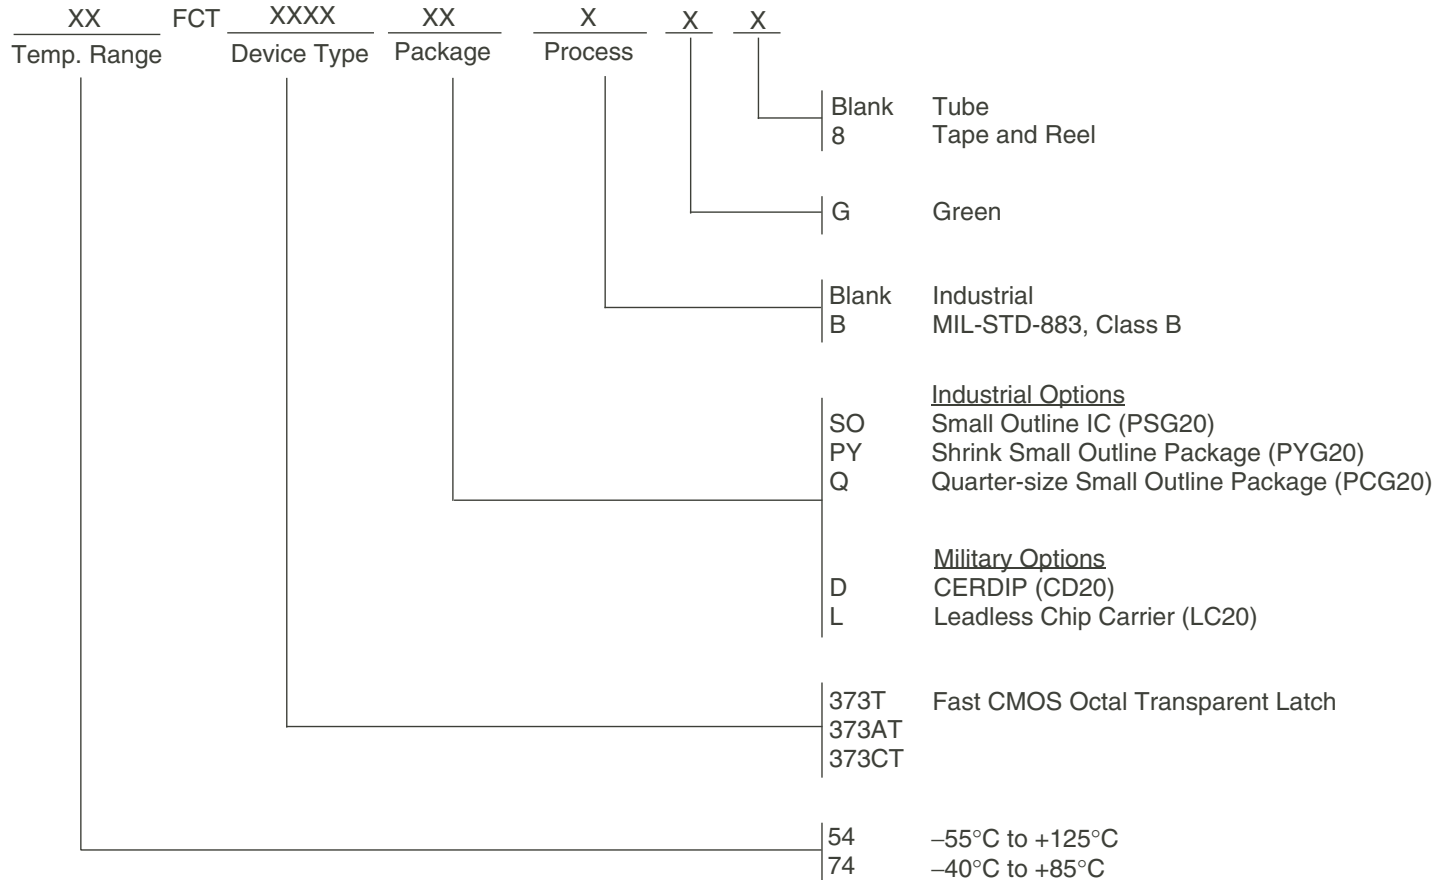 XX FCT XXXX XX X X X
Temp. Range Device Type Package Process
Blank Tube
8 Tape and Reel
G Green
Blank Industrial
B MIL-STD-883, Class B
Industrial Options
SO Small Outline IC (PSG20)
PY Shrink Small Outline Package (PYG20)
Q Quarter-size Small Outline Package (PCG20)
Military Options
D CERDIP (CD20)
L Leadless Chip Carrier (LC20)
373T Fast CMOS Octal Transparent Latch
373AT
373CT
54 –55°C to +125°C
74 –40°C to +85°C